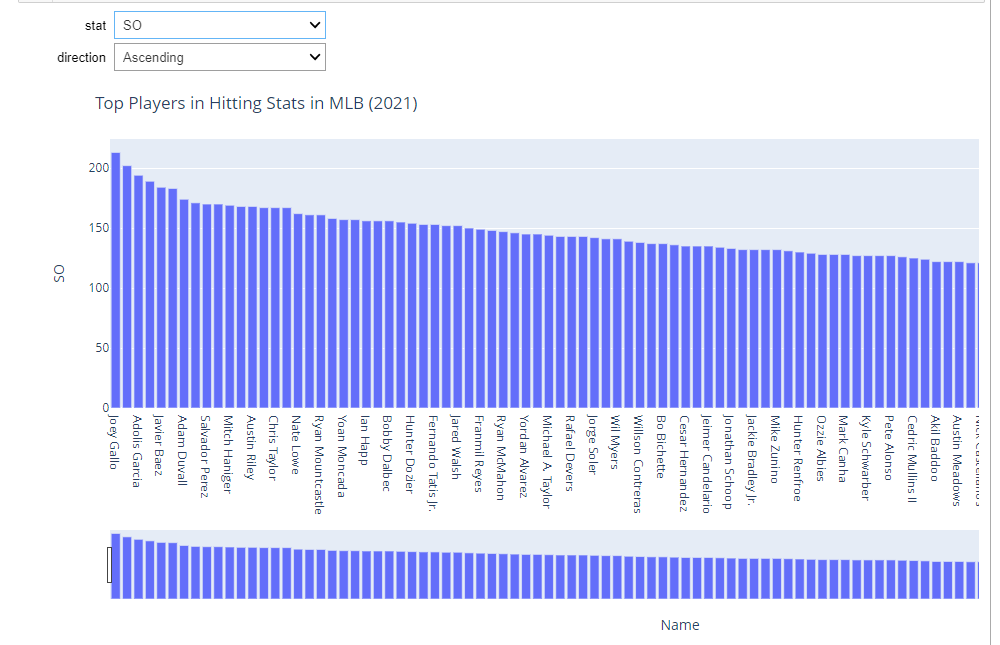 stat SO
direction Ascending
Top Players in Hitting Stats in MLB (2021)
200
150
100
50
0
SO
Joey Gallo
Adolis Garcia
Javier Baez
Adam Duvall
Salvador Perez
Mitch Haniger
Austin Riley
Chris Taylor
Nate Lowe
Ryan Mountcastle
Yoan Moncada
Ian Happ
Bobby Dalbec
Hunter Dozier
Fernando Tatis Jr.
Jared Walsh
Franmil Reyes
Ryan McMahon
Yordan Alvarez
Michael A. Taylor
Rafael Devers
Jorge Soler
Wil Myers
Willson Contreras
Bo Bichette
Cesar Hernandez
Jeimer Candelario
Jonathan Schoop
Jackie Bradley Jr.
Mike Zunino
Hunter Renfroe
Ozzie Albies
Mark Canha
Kyle Schwarber
Pete Alonso
Cedric Mullins II
Akil Baddoo
Austin Meadows
Name